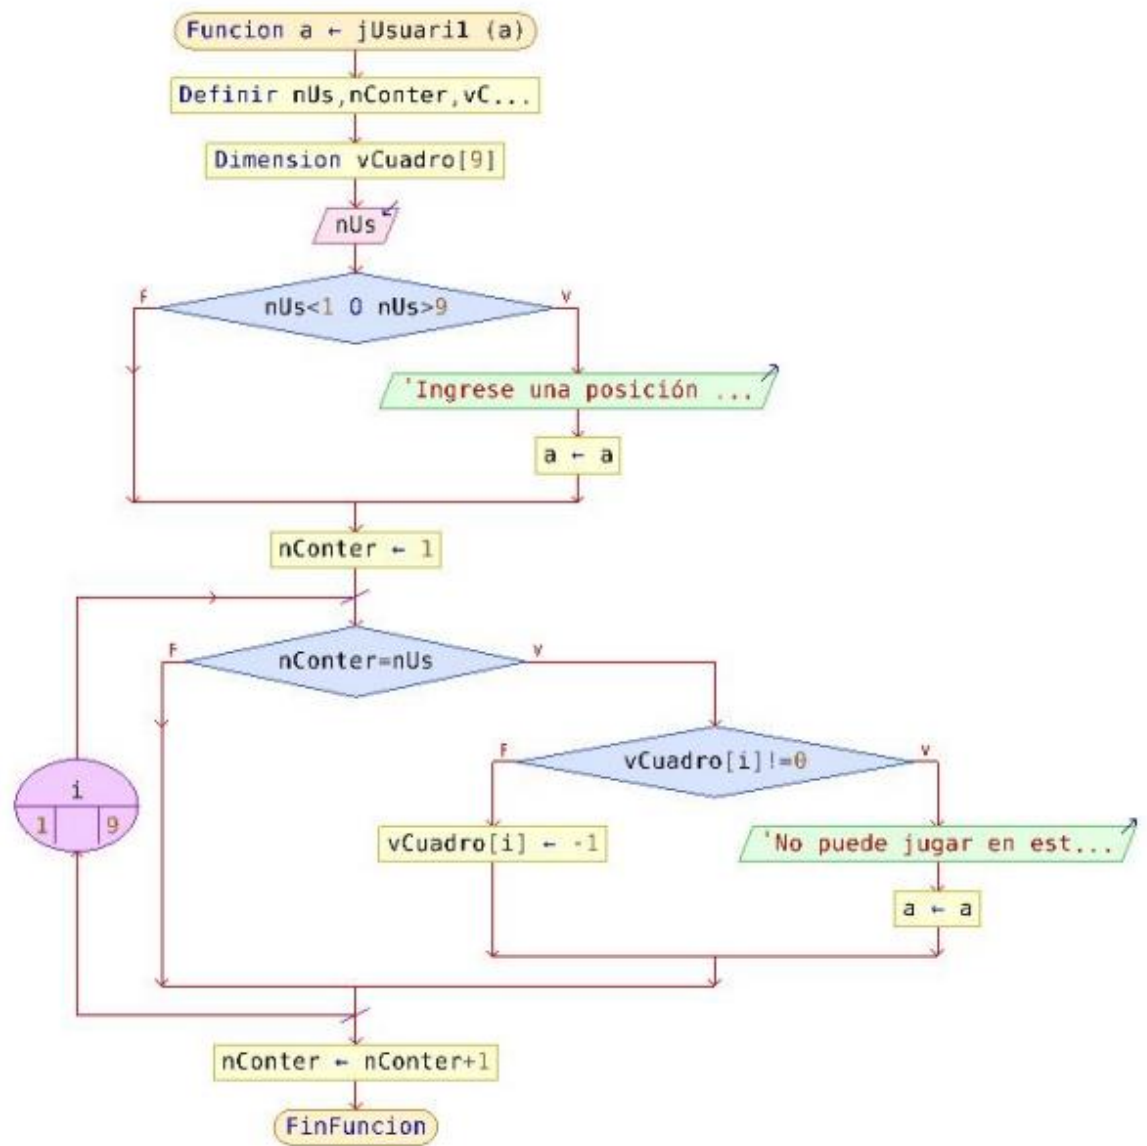 Funcion a ← jUsuari1 (a)
Definir nUs,nConter,vC...
Dimension vCuadro[9]
nUs
F
nUs<1 O nUs>9
V
'Ingrese una posición ...
a ← a
nConter ← 1
F
nConter=nUs
V
F
vCuadro[i]!=0
V
i
1
9
vCuadro[i] ← -1
'No puede jugar en est...
a ← a
nConter ← nConter+1
FinFuncion